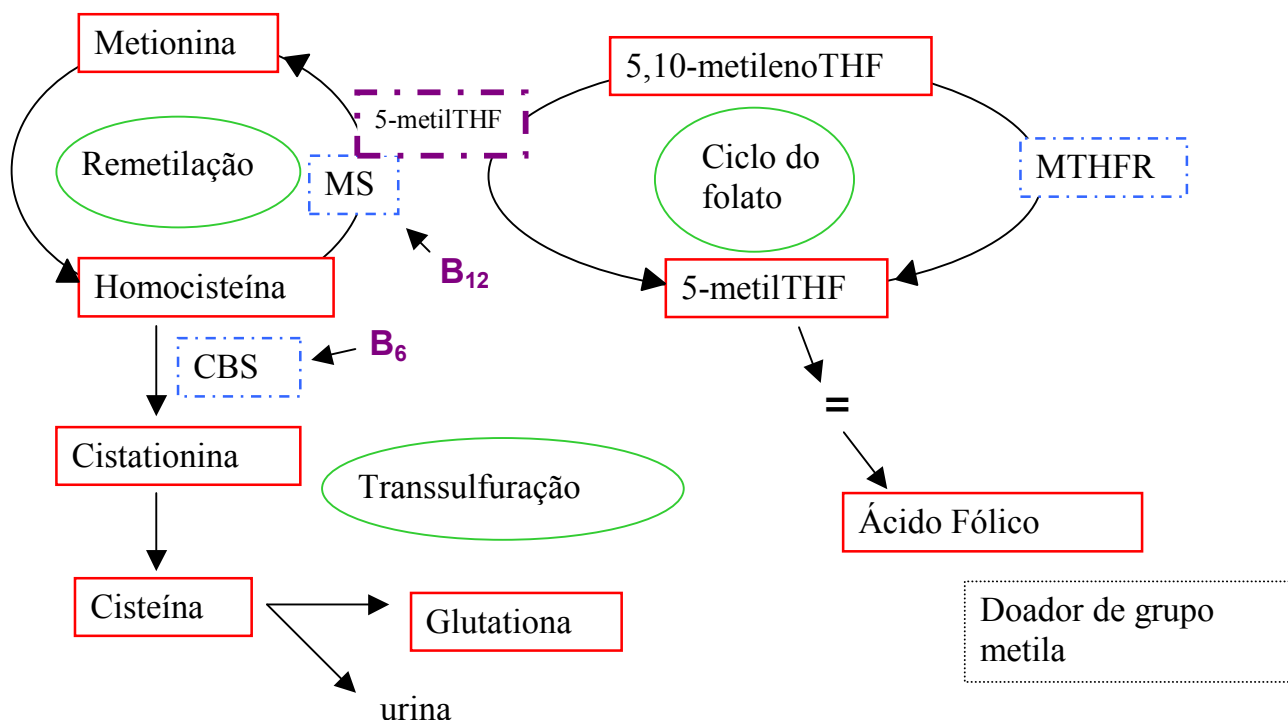 Metionina
5,10-metilenoTHF
5-metilTHF
Remetilação
MS
Ciclo do
folato
MTHFR
B₁₂
Homocisteína
5-metilTHF
B₆
CBS
=
Cistationina
Transsulfuração
Ácido Fólico
Cisteína
Glutationa
Doador de grupo
metila
urina